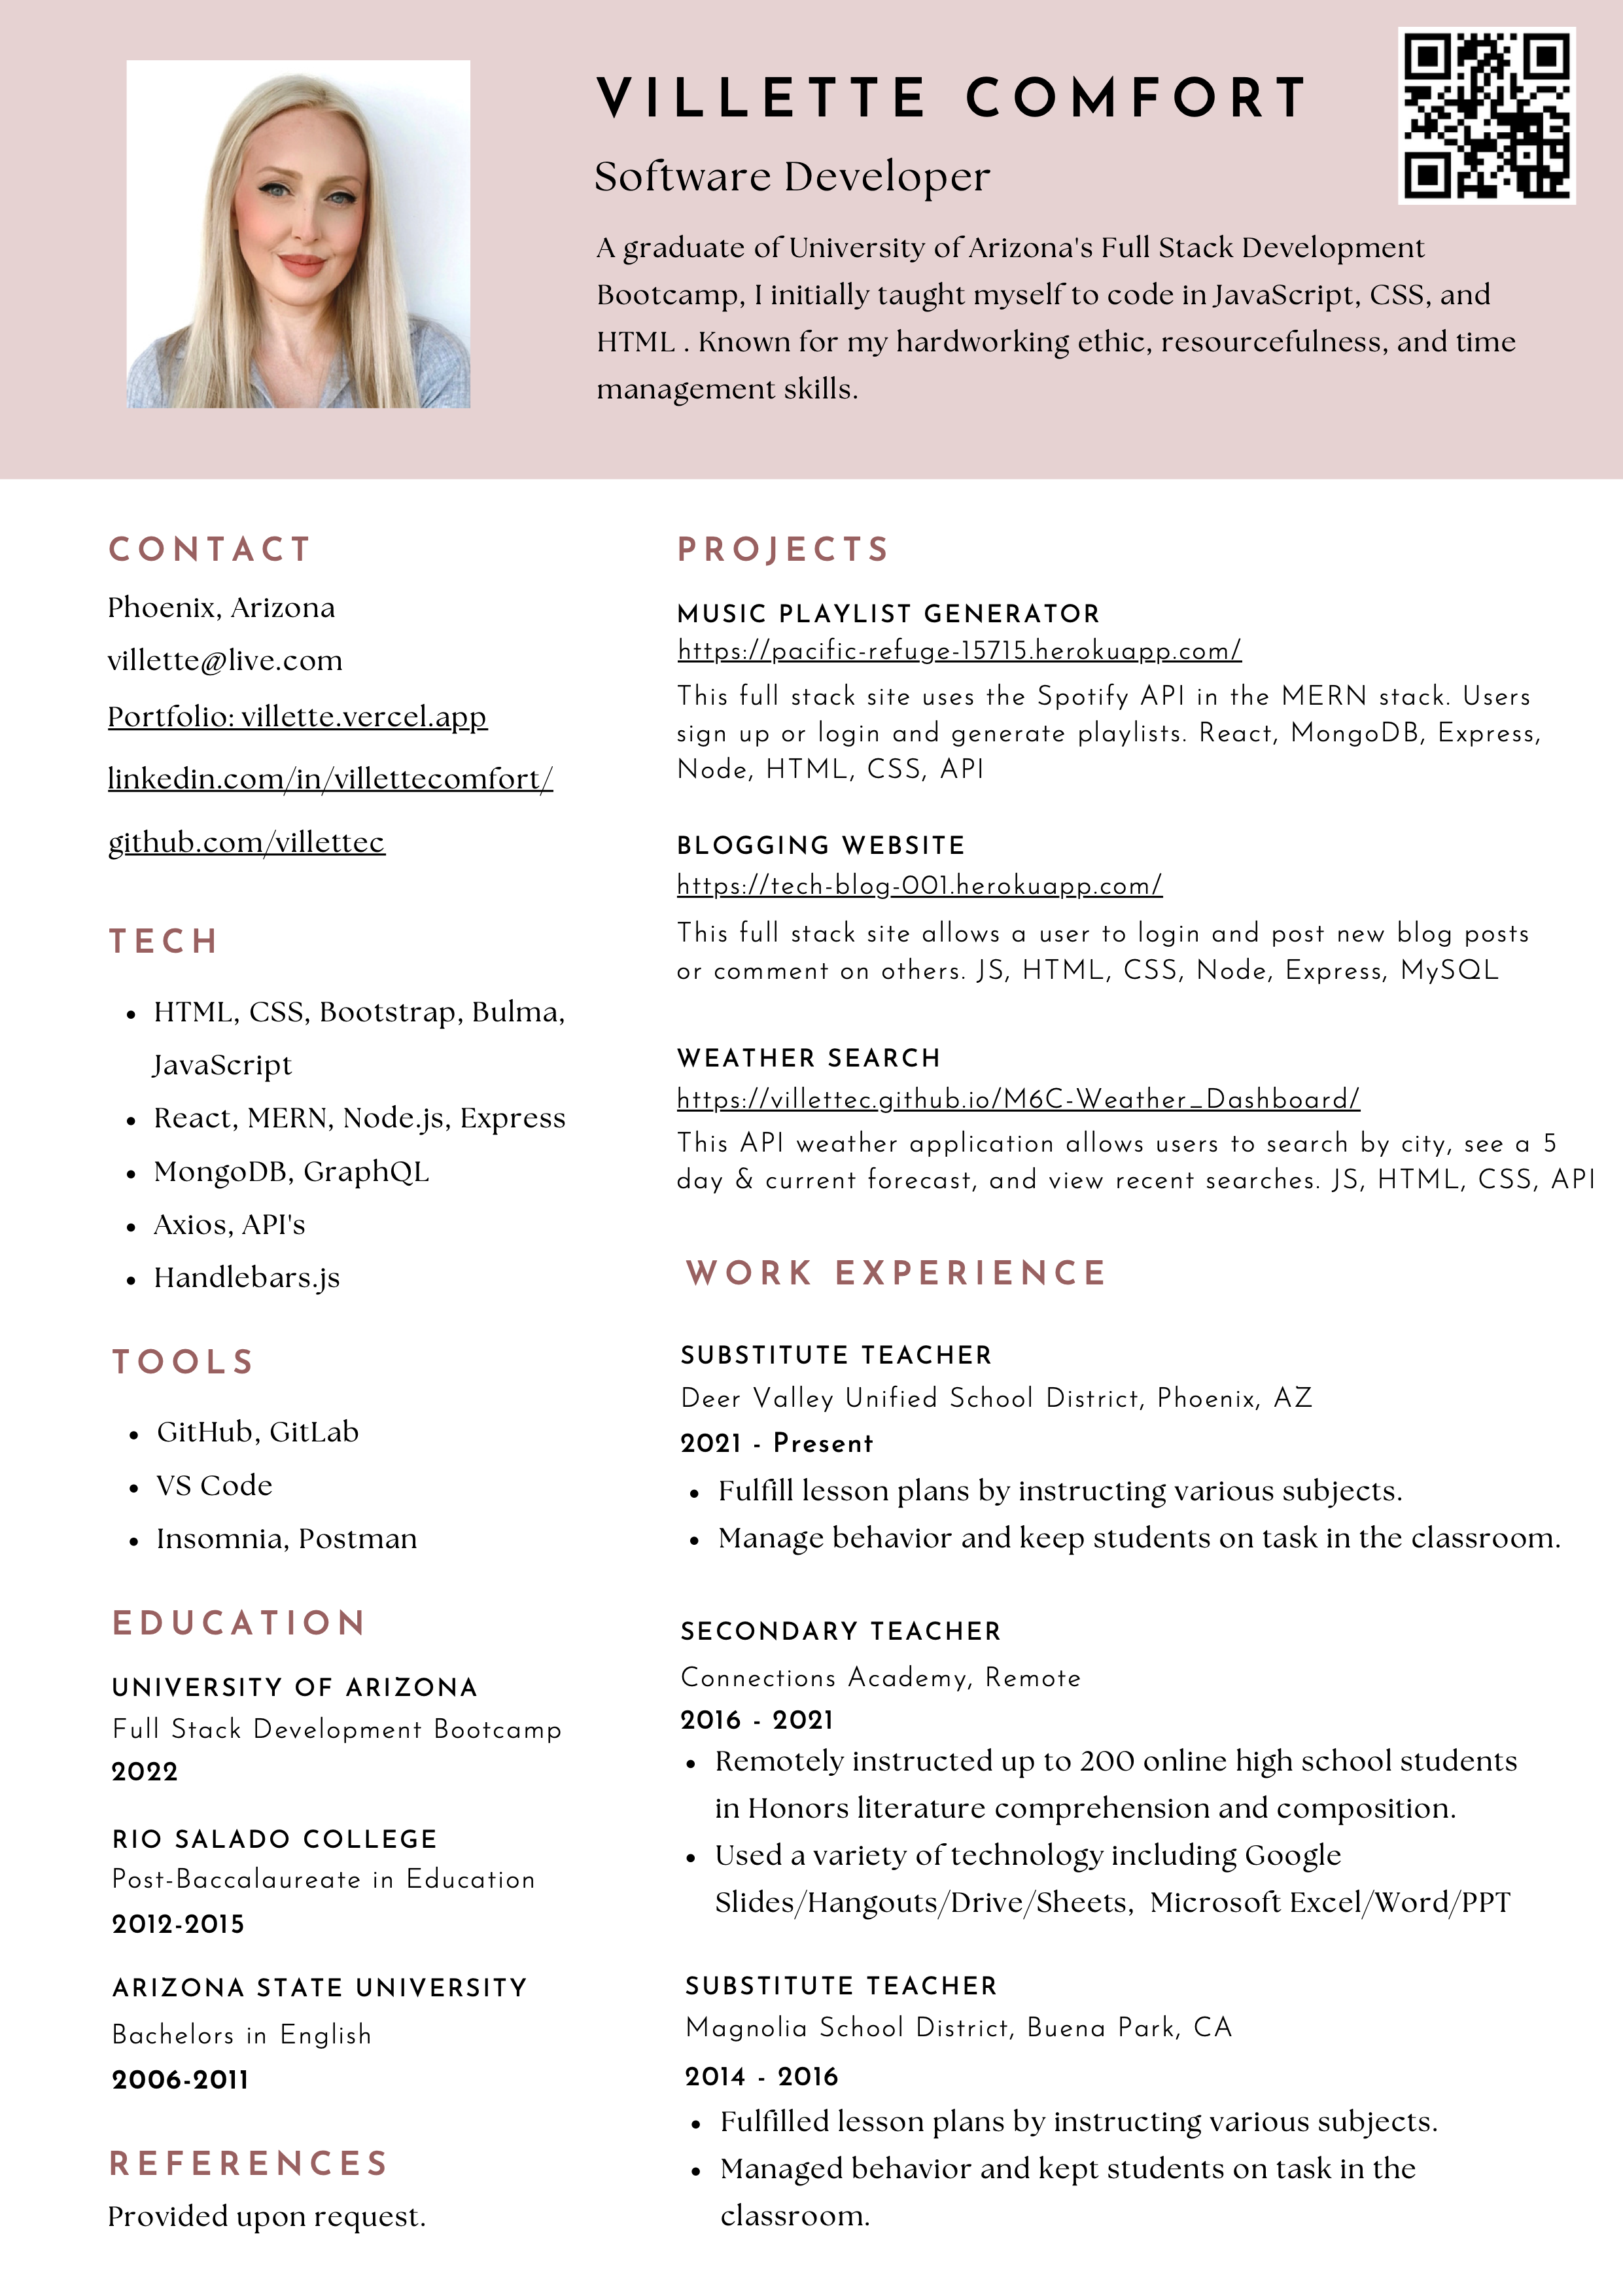 VILLETTE COMFORT
Software Developer
A graduate of University of Arizona's Full Stack Development
Bootcamp, I initially taught myself to code in JavaScript, CSS, and
HTML . Known for my hardworking ethic, resourcefulness, and time
management skills.
CONTACT
Phoenix, Arizona
villette@live.com
Portfolio: villette.vercel.app
linkedin.com/in/villettecomfort/
github.com/villettec
TECH
• HTML, CSS, Bootstrap, Bulma,
JavaScript
• React, MERN, Node.js, Express
• MongoDB, GraphQL
• Axios, API's
• Handlebars.js
TOOLS
• GitHub, GitLab
• VS Code
• Insomnia, Postman
EDUCATION
UNIVERSITY OF ARIZONA
Full Stack Development Bootcamp
2022
RIO SALADO COLLEGE
Post-Baccalaureate in Education
2012-2015
ARIZONA STATE UNIVERSITY
Bachelors in English
2006-2011
REFERENCES
Provided upon request.
PROJECTS
MUSIC PLAYLIST GENERATOR
https://pacific-refuge-15715.herokuapp.com/
This full stack site uses the Spotify API in the MERN stack. Users
sign up or login and generate playlists. React, MongoDB, Express,
Node, HTML, CSS, API
BLOGGING WEBSITE
https://tech-blog-001.herokuapp.com/
This full stack site allows a user to login and post new blog posts
or comment on others. JS, HTML, CSS, Node, Express, MySQL
WEATHER SEARCH
https://villettec.github.io/M6C-Weather_Dashboard/
This API weather application allows users to search by city, see a 5
day & current forecast, and view recent searches. JS, HTML, CSS, API
WORK EXPERIENCE
SUBSTITUTE TEACHER
Deer Valley Unified School District, Phoenix, AZ
2021 - Present
• Fulfill lesson plans by instructing various subjects.
• Manage behavior and keep students on task in the classroom.
SECONDARY TEACHER
Connections Academy, Remote
2016 - 2021
• Remotely instructed up to 200 online high school students
in Honors literature comprehension and composition.
• Used a variety of technology including Google
Slides/Hangouts/Drive/Sheets, Microsoft Excel/Word/PPT
SUBSTITUTE TEACHER
Magnolia School District, Buena Park, CA
2014 - 2016
• Fulfilled lesson plans by instructing various subjects.
• Managed behavior and kept students on task in the
classroom.